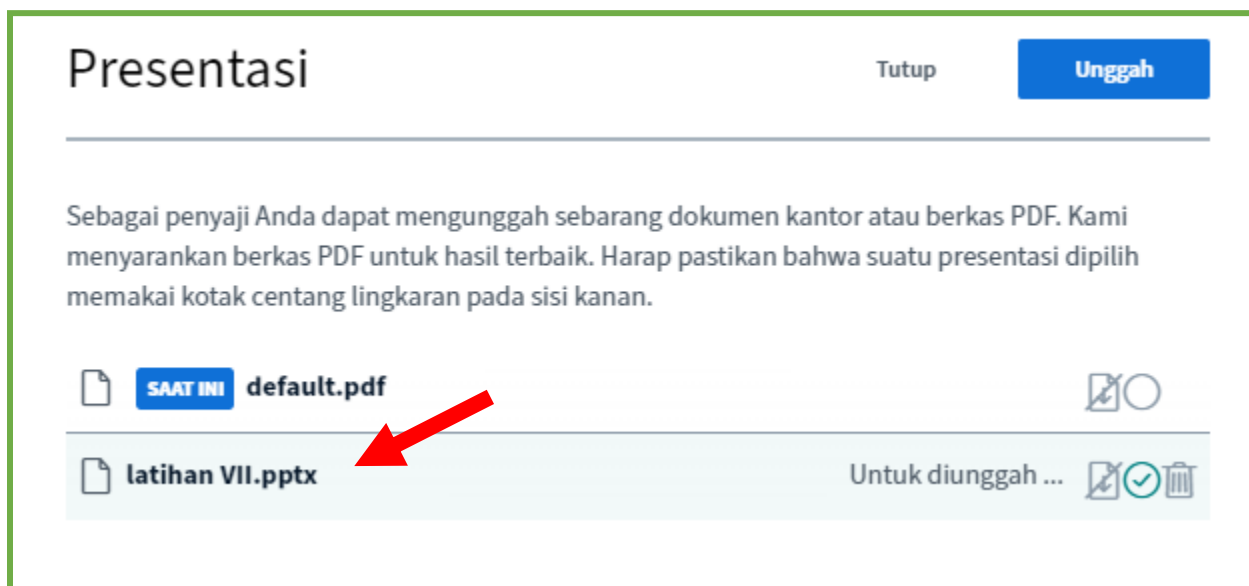 Presentasi
Tutup
Unggah
Sebagai penyaji Anda dapat mengunggah sebarang dokumen kantor atau berkas PDF. Kami
menyarankan berkas PDF untuk hasil terbaik. Harap pastikan bahwa suatu presentasi dipilih
memakai kotak centang lingkaran pada sisi kanan.
SAAT INI default.pdf
latihan VII.pptx
Untuk diunggah ...